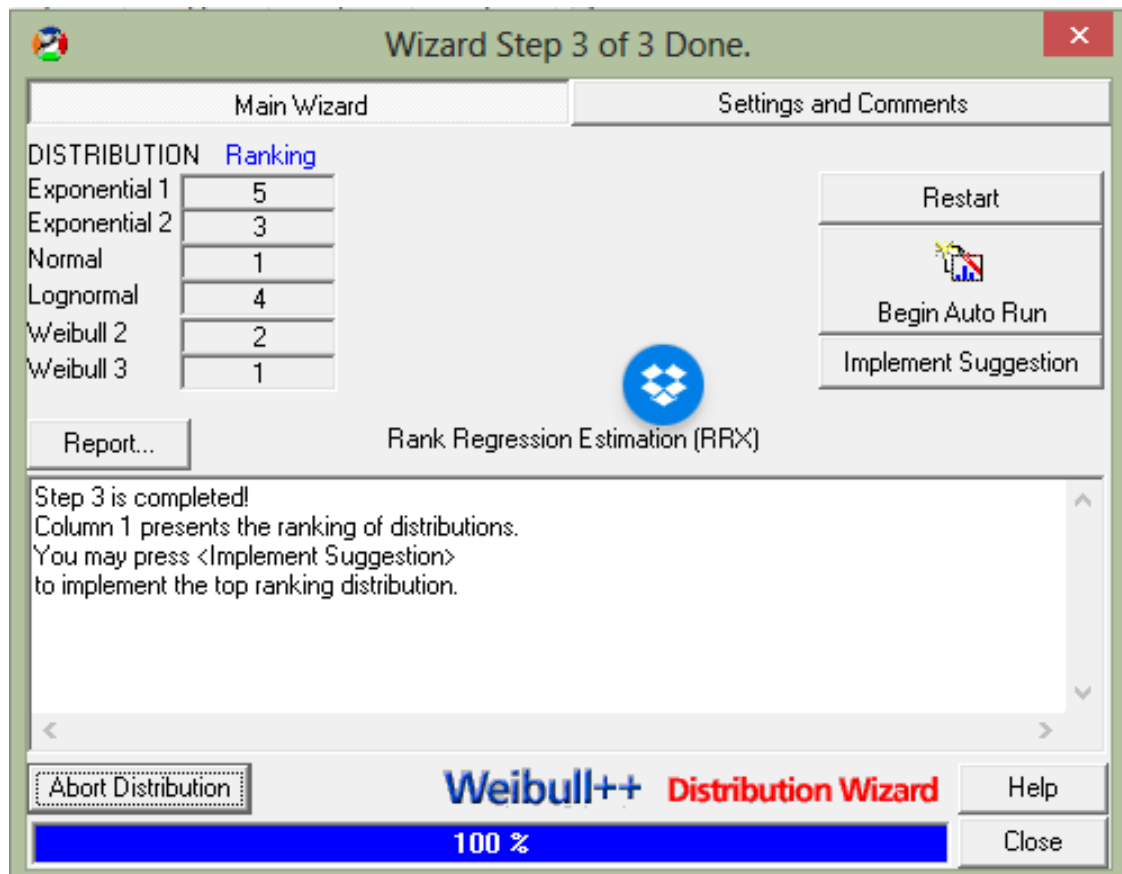 Wizard Step 3 of 3 Done.
Main Wizard
Settings and Comments
DISTRIBUTION Ranking
Exponential 1 5
Exponential 2 3
Normal 1
Lognormal 4
Weibull 2 2
Weibull 3 1
Restart
Begin Auto Run
Implement Suggestion
Report...
Rank Regression Estimation (RRX)
Step 3 is completed!
Column 1 presents the ranking of distributions.
You may press <Implement Suggestion>
to implement the top ranking distribution.
Abort Distribution
Weibull++ Distribution Wizard
Help
100 %
Close